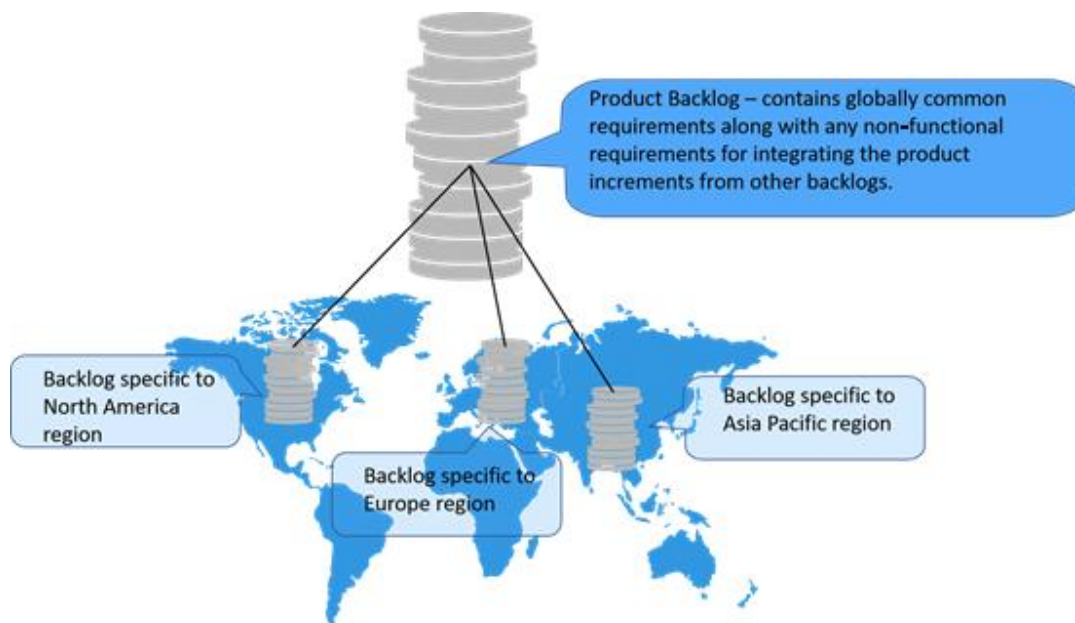 Product Backlog – contains globally common
requirements along with any non-functional
requirements for integrating the product
increments from other backlogs.
Backlog specific to
North America
region
Backlog specific to
Europe region
Backlog specific to
Asia Pacific region